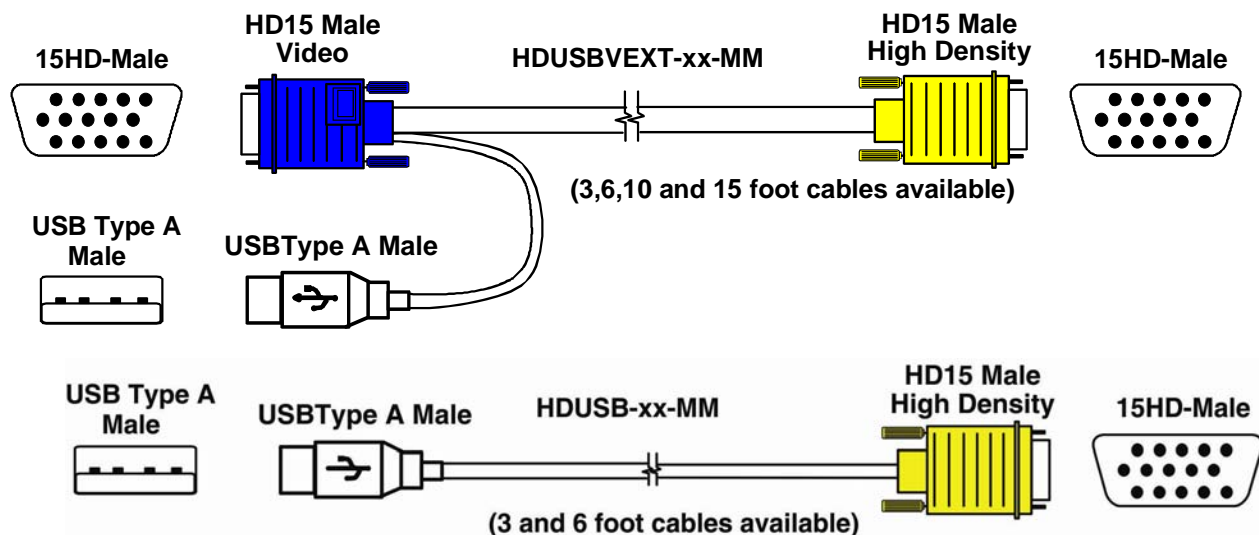 15HD-Male
HD15 Male
Video
HDUSBVEXT-xx-MM
HD15 Male
High Density
15HD-Male
(3,6,10 and 15 foot cables available)
USB Type A
Male
USBType A Male
USB Type A
Male
USBType A Male
HDUSB-xx-MM
HD15 Male
High Density
15HD-Male
(3 and 6 foot cables available)